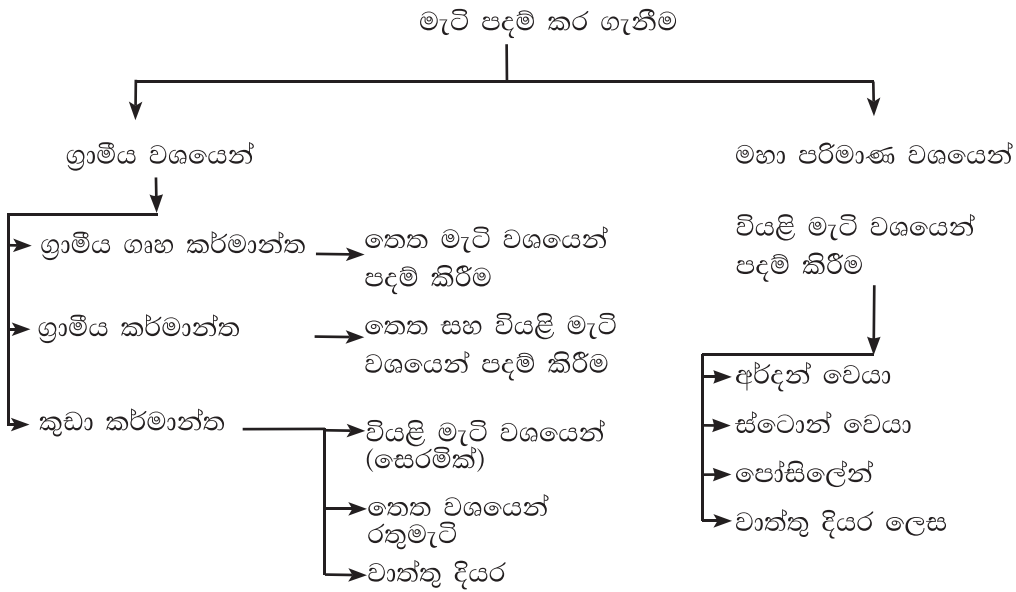 මැටි පදම් කර ගැනීම
ග්‍රාමීය වශයෙන්
ග්‍රාමීය ගෘහ කර්මාන්ත
තෙත මැටි වශයෙන්
පදම් කිරීම
ග්‍රාමීය කර්මාන්ත
තෙත සහ වියළි මැටි
වශයෙන් පදම් කිරීම
කුඩා කර්මාන්ත
වියළි මැටි වශයෙන්
(සෙරමික්)
තෙත වශයෙන්
රතුමැටි
වාත්තු දියර
මහා පරිමාණ වශයෙන්
වියළි මැටි වශයෙන්
පදම් කිරීම
අර්දන් වෙයා
ස්ටොන් වෙයා
පෝසිලේන්
වාත්තු දියර ලෙස